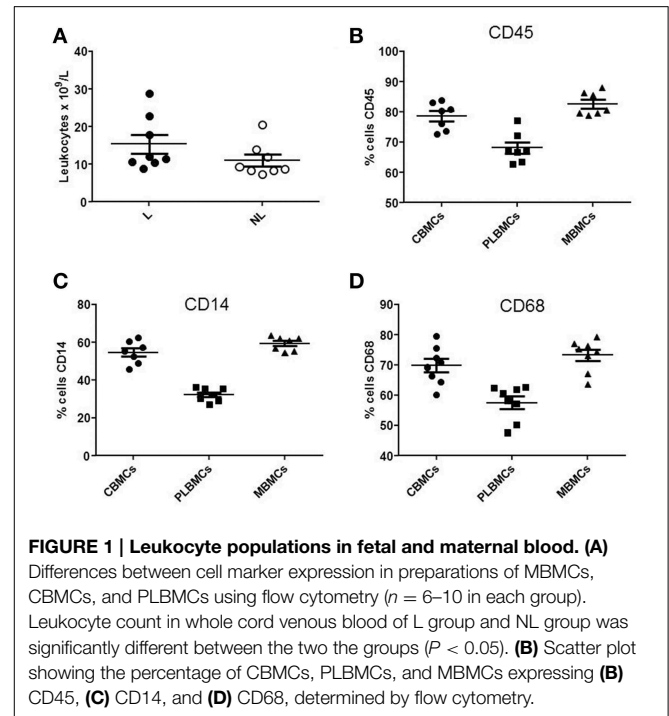 A
B
CD45
Leukocytes x 10^9/L
40
30
20
10
0
L
NL
% cells CD45
100
90
80
70
60
50
CBMCs
PLBMCs
MBMCs
C
CD14
D
CD68
% cells CD14
80
60
40
20
0
CBMCs
PLBMCs
MBMCs
% cells CD68
90
80
70
60
50
40
CBMCs
PLBMCs
MBMCs
FIGURE 1 | Leukocyte populations in fetal and maternal blood. (A)
Differences between cell marker expression in preparations of MBMCs,
CBMCs, and PLBMCs using flow cytometry (n = 6–10 in each group).
Leukocyte count in whole cord venous blood of L group and NL group was
significantly different between the two the groups (P < 0.05). (B) Scatter plot
showing the percentage of CBMCs, PLBMCs, and MBMCs expressing (B)
CD45, (C) CD14, and (D) CD68, determined by flow cytometry.